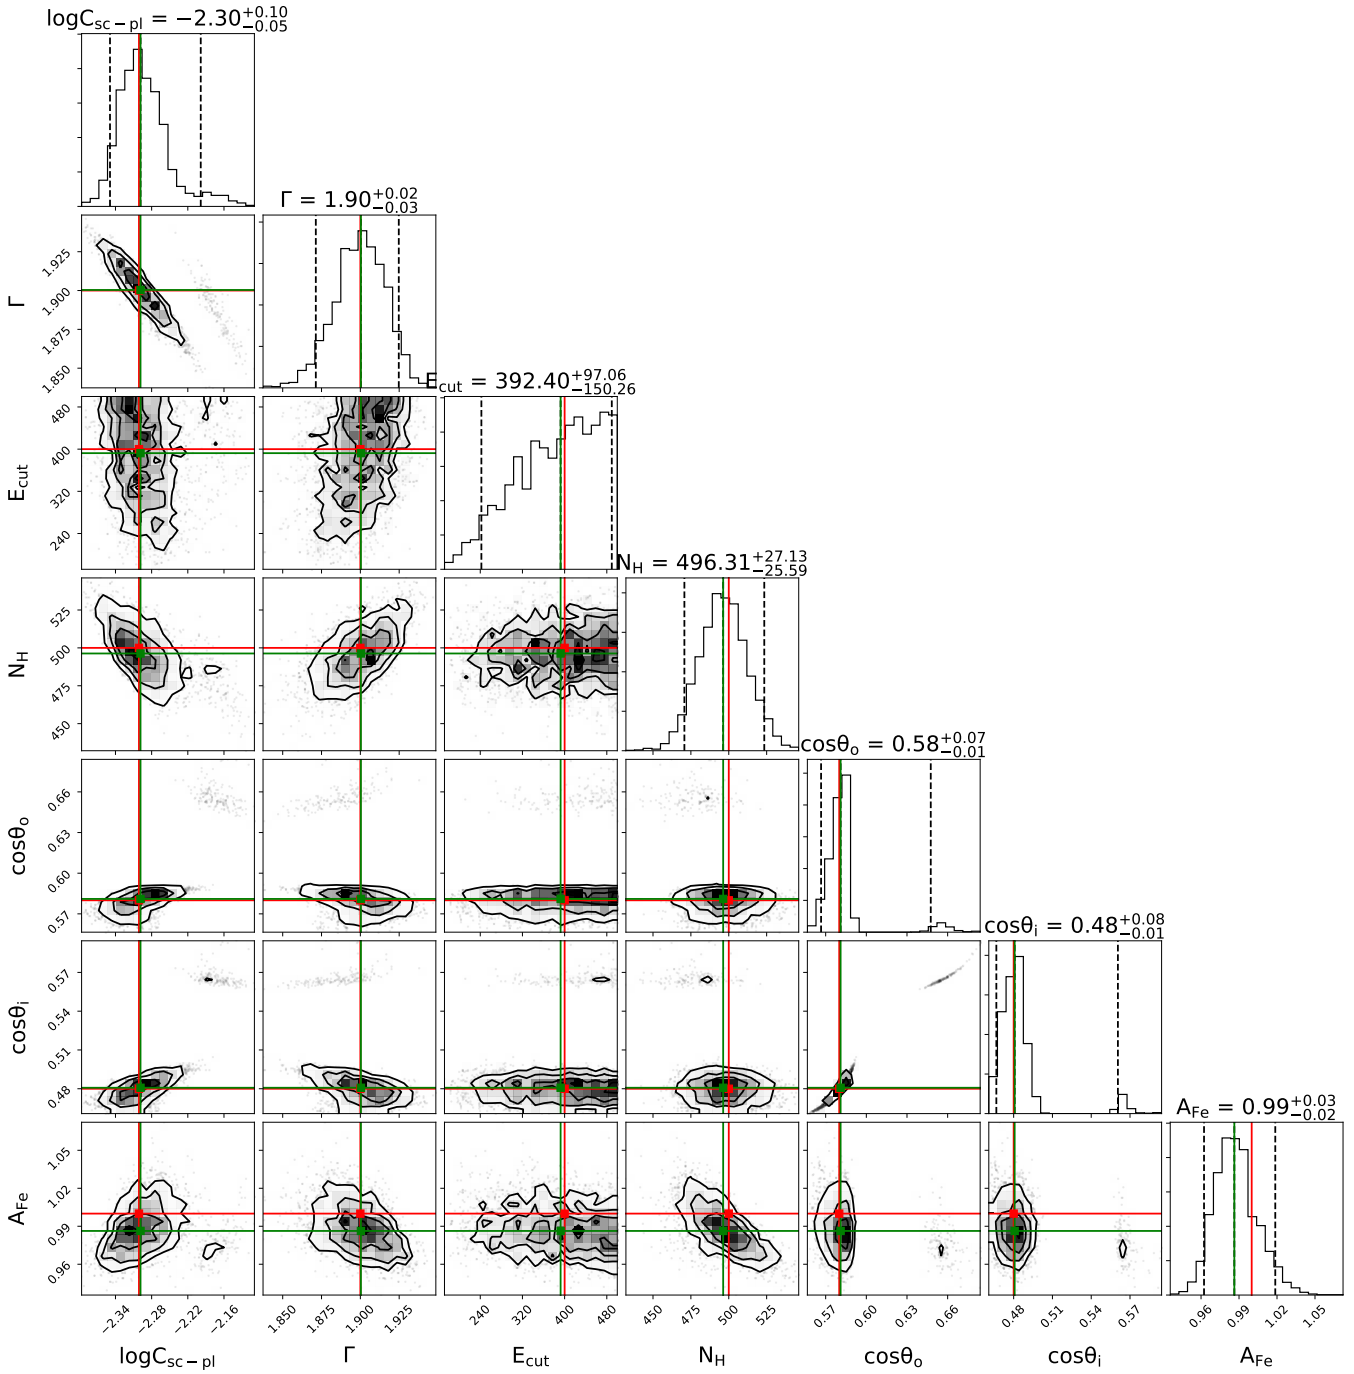 logC_sc−pl = −2.30 +0.10 −0.05
Γ = 1.90 +0.02 −0.03
Γ
1.925
1.900
1.875
1.850
E_cut = 392.40 +97.06 −150.26
E_cut
480
400
320
240
N_H = 496.31 +27.13 −25.59
N_H
525
500
475
450
cosθ_o = 0.58 +0.07 −0.01
cosθ_o
0.66
0.63
0.60
0.57
cosθ_i = 0.48 +0.08 −0.01
cosθ_i
0.57
0.54
0.51
0.48
A_Fe = 0.99 +0.03 −0.02
A_Fe
1.05
1.02
0.99
0.96
−2.34 −2.28 −2.22 −2.16 1.850 1.875 1.900 1.925 240 320 400 480 450 475 500 525 0.57 0.60 0.63 0.66 0.48 0.51 0.54 0.57 0.96 0.99 1.02 1.05
logC_sc−pl Γ E_cut N_H cosθ_o cosθ_i A_Fe